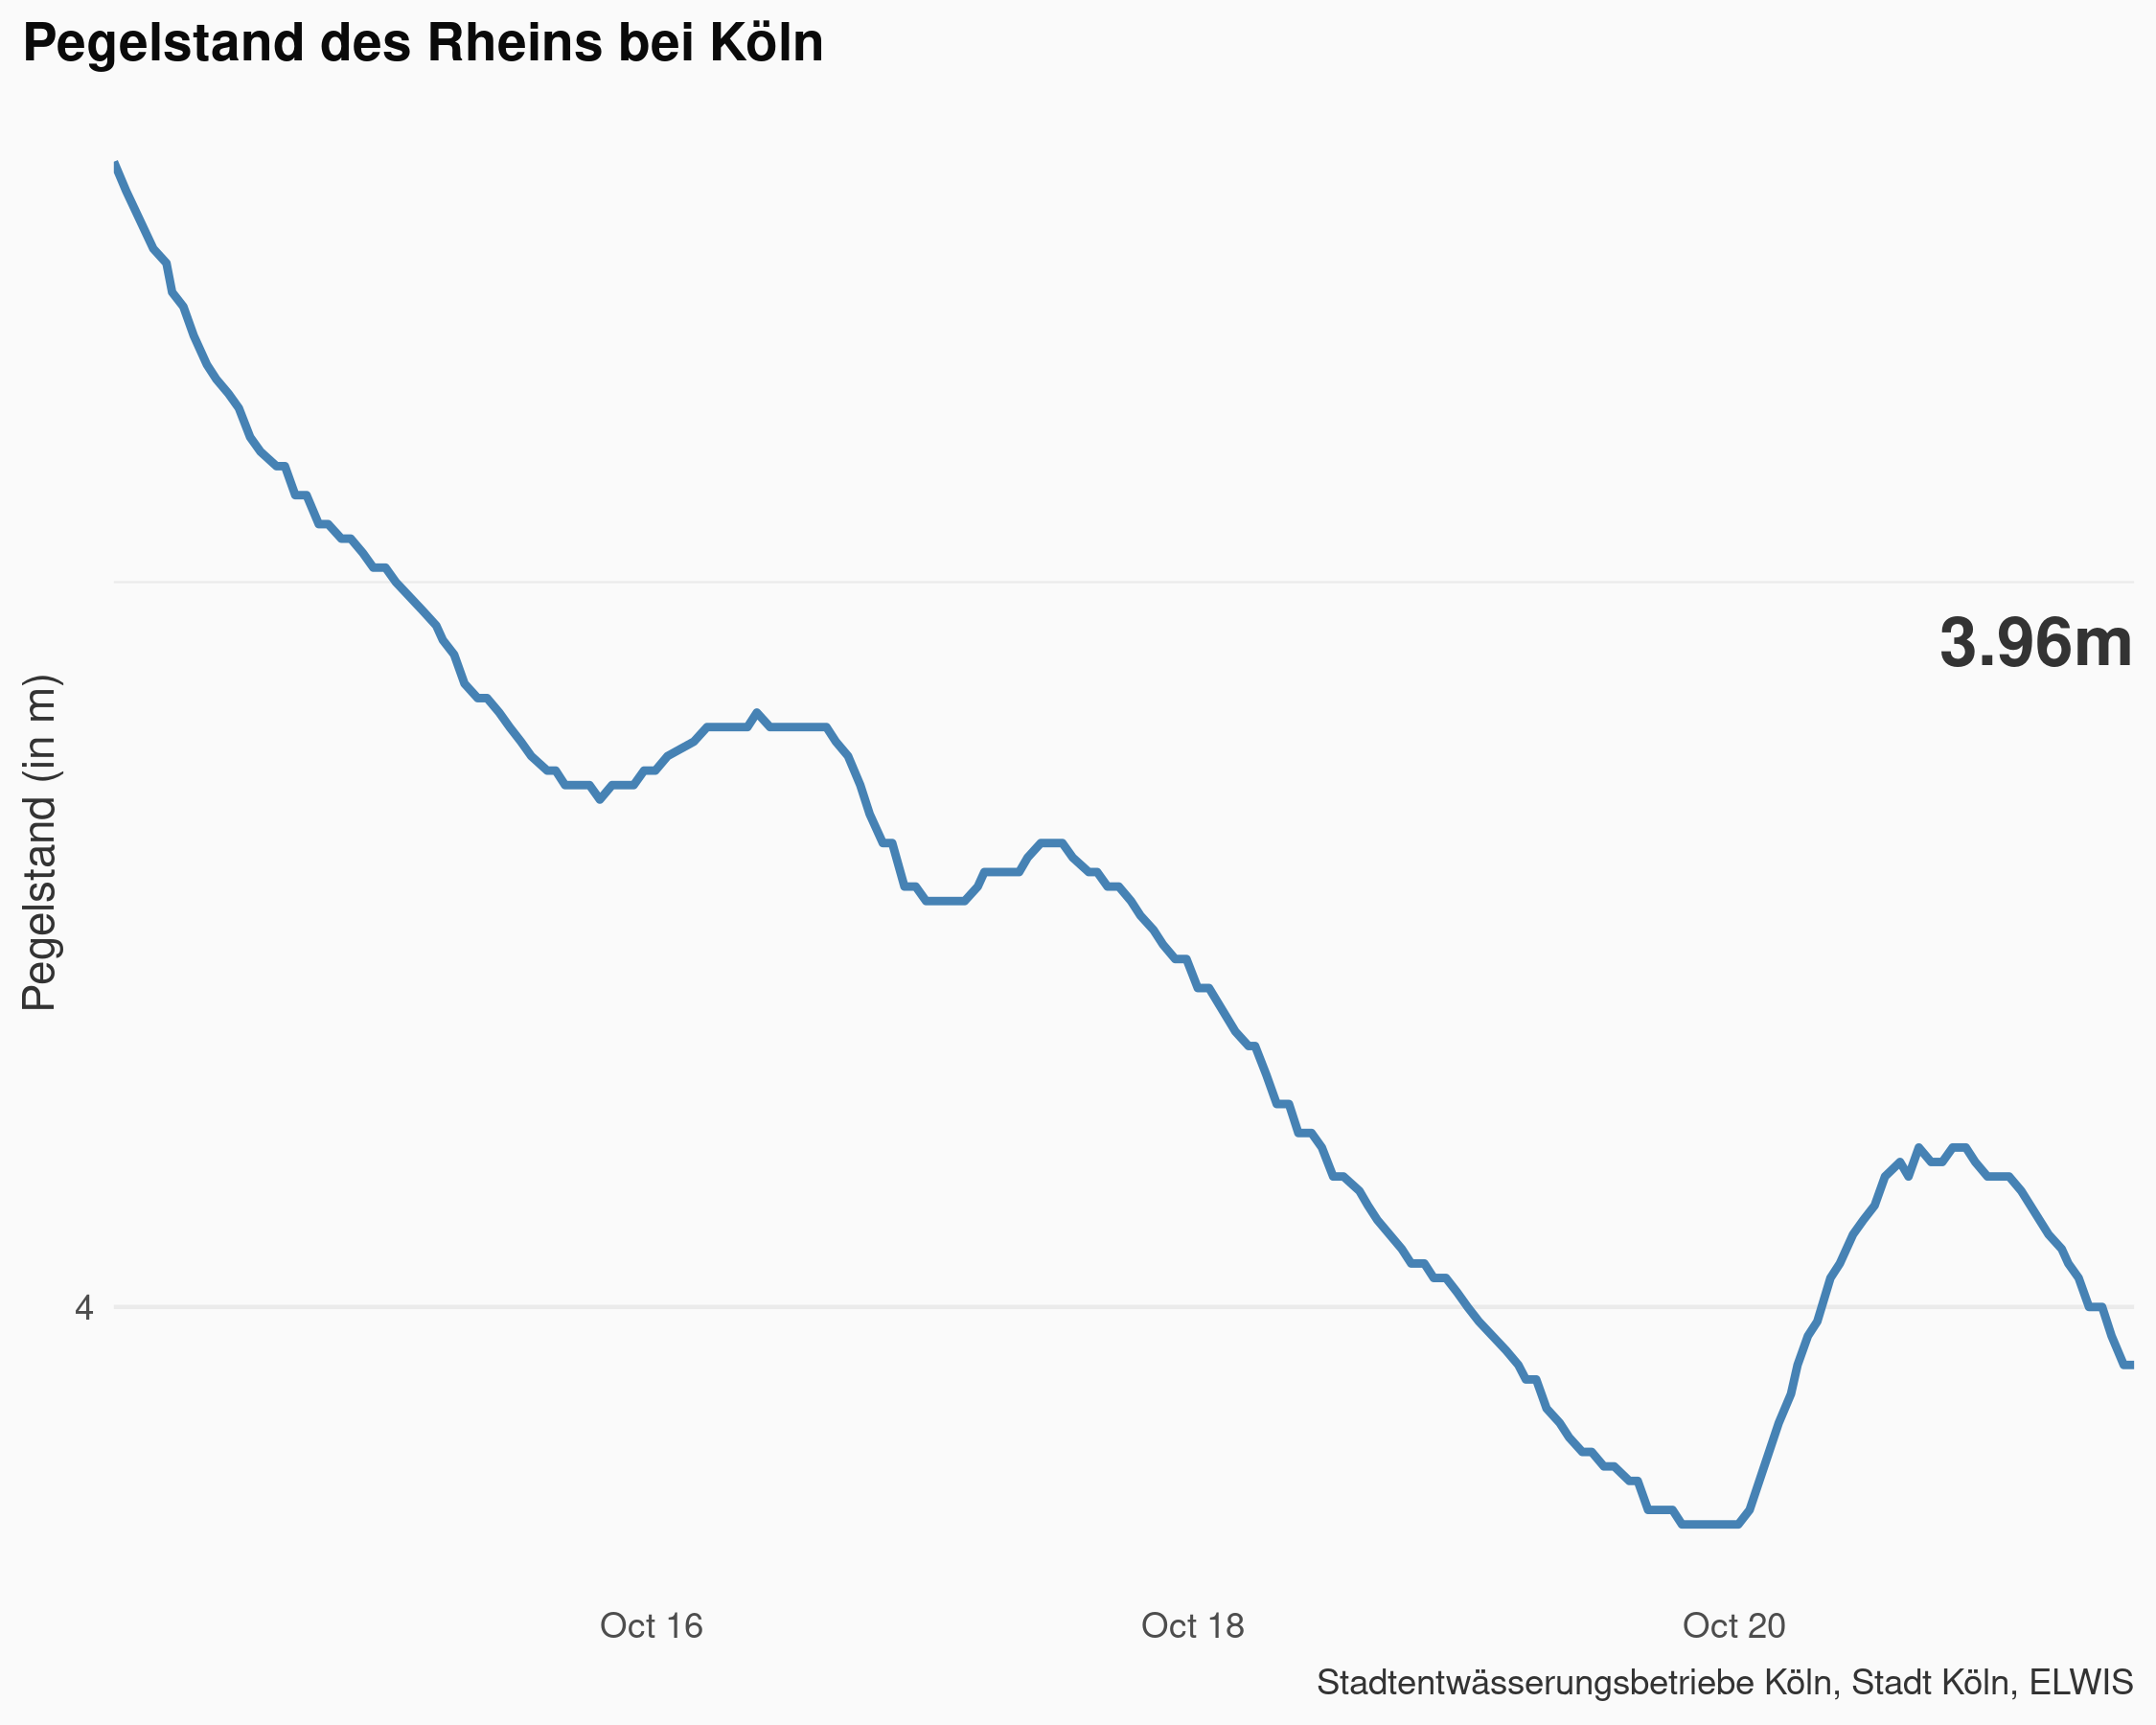 Pegelstand des Rheins bei Köln
3.96m
Pegelstand (in m)
4
Oct 16
Oct 18
Oct 20
Stadtentwässerungsbetriebe Köln, Stadt Köln, ELWIS